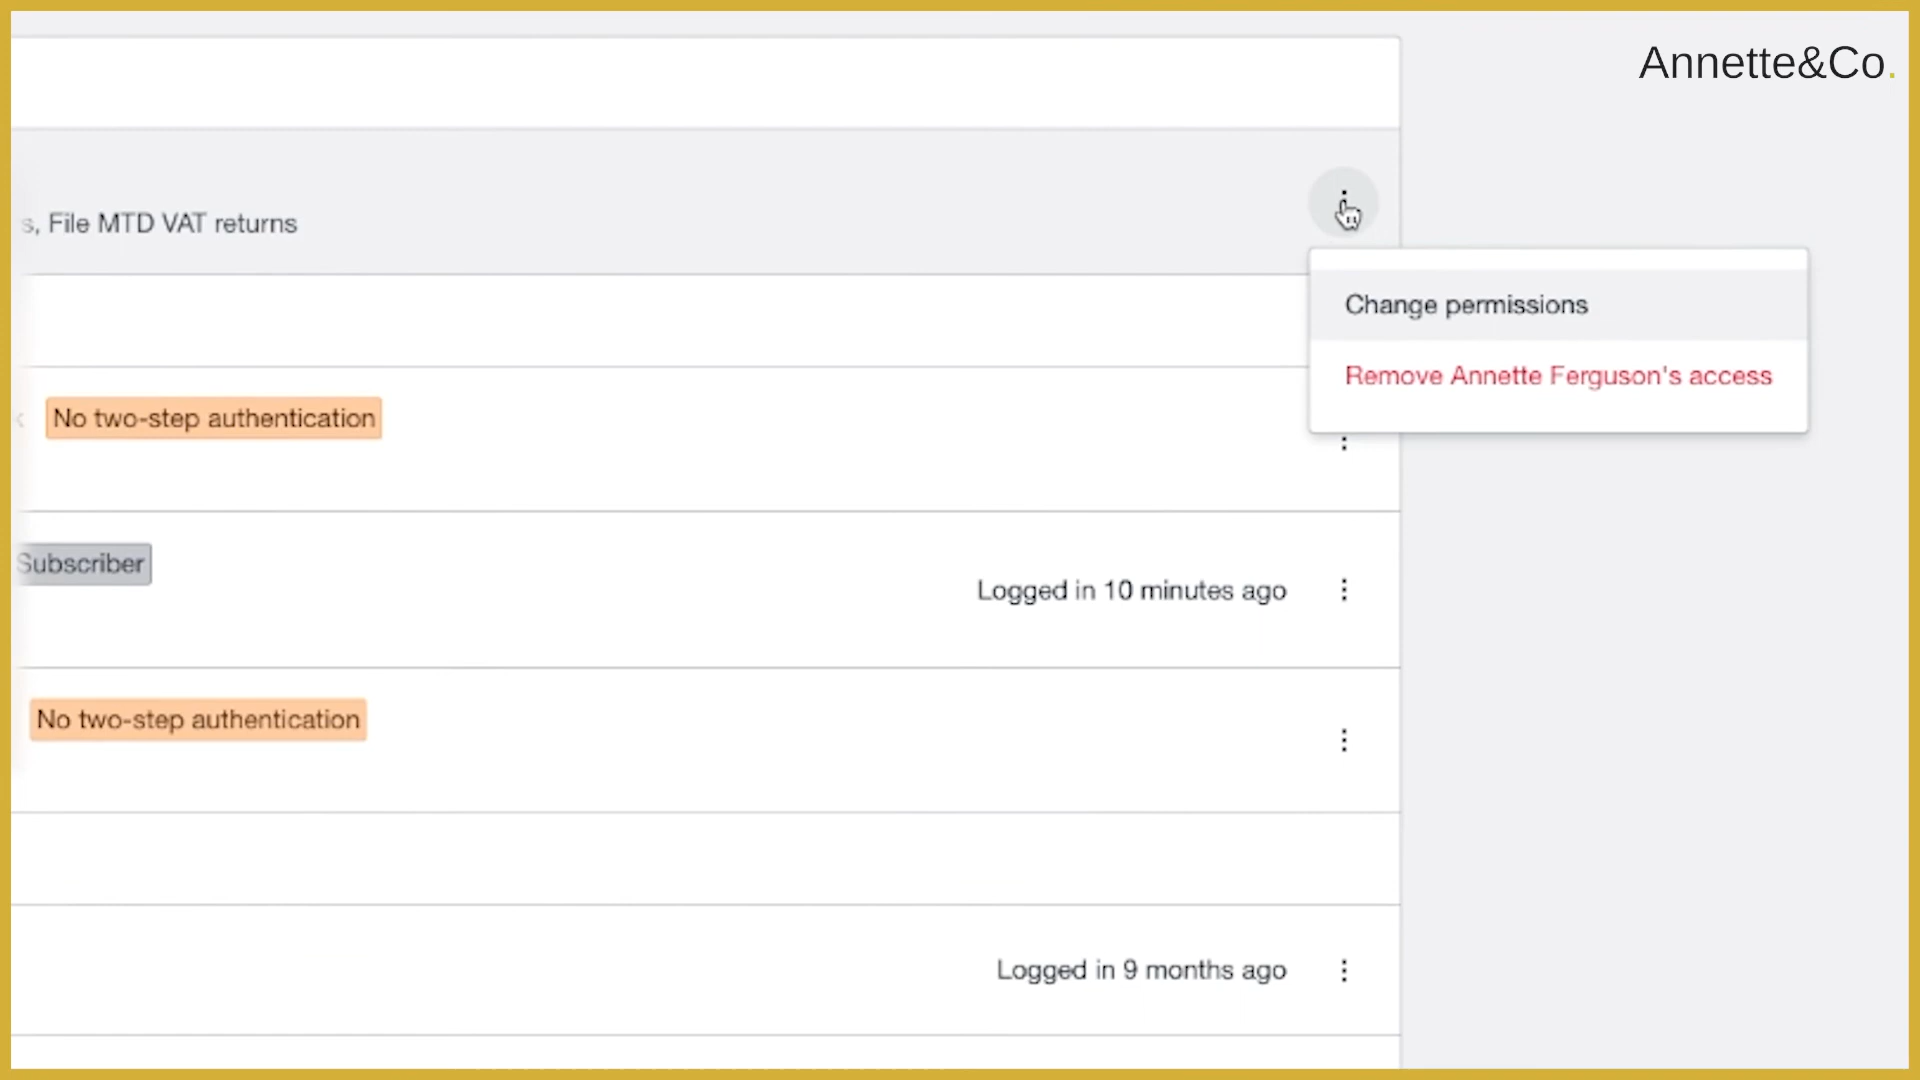 Annette&Co.
s, File MTD VAT returns
Change permissions
Remove Annette Ferguson's access
No two-step authentication
Subscriber
Logged in 10 minutes ago
No two-step authentication
Logged in 9 months ago